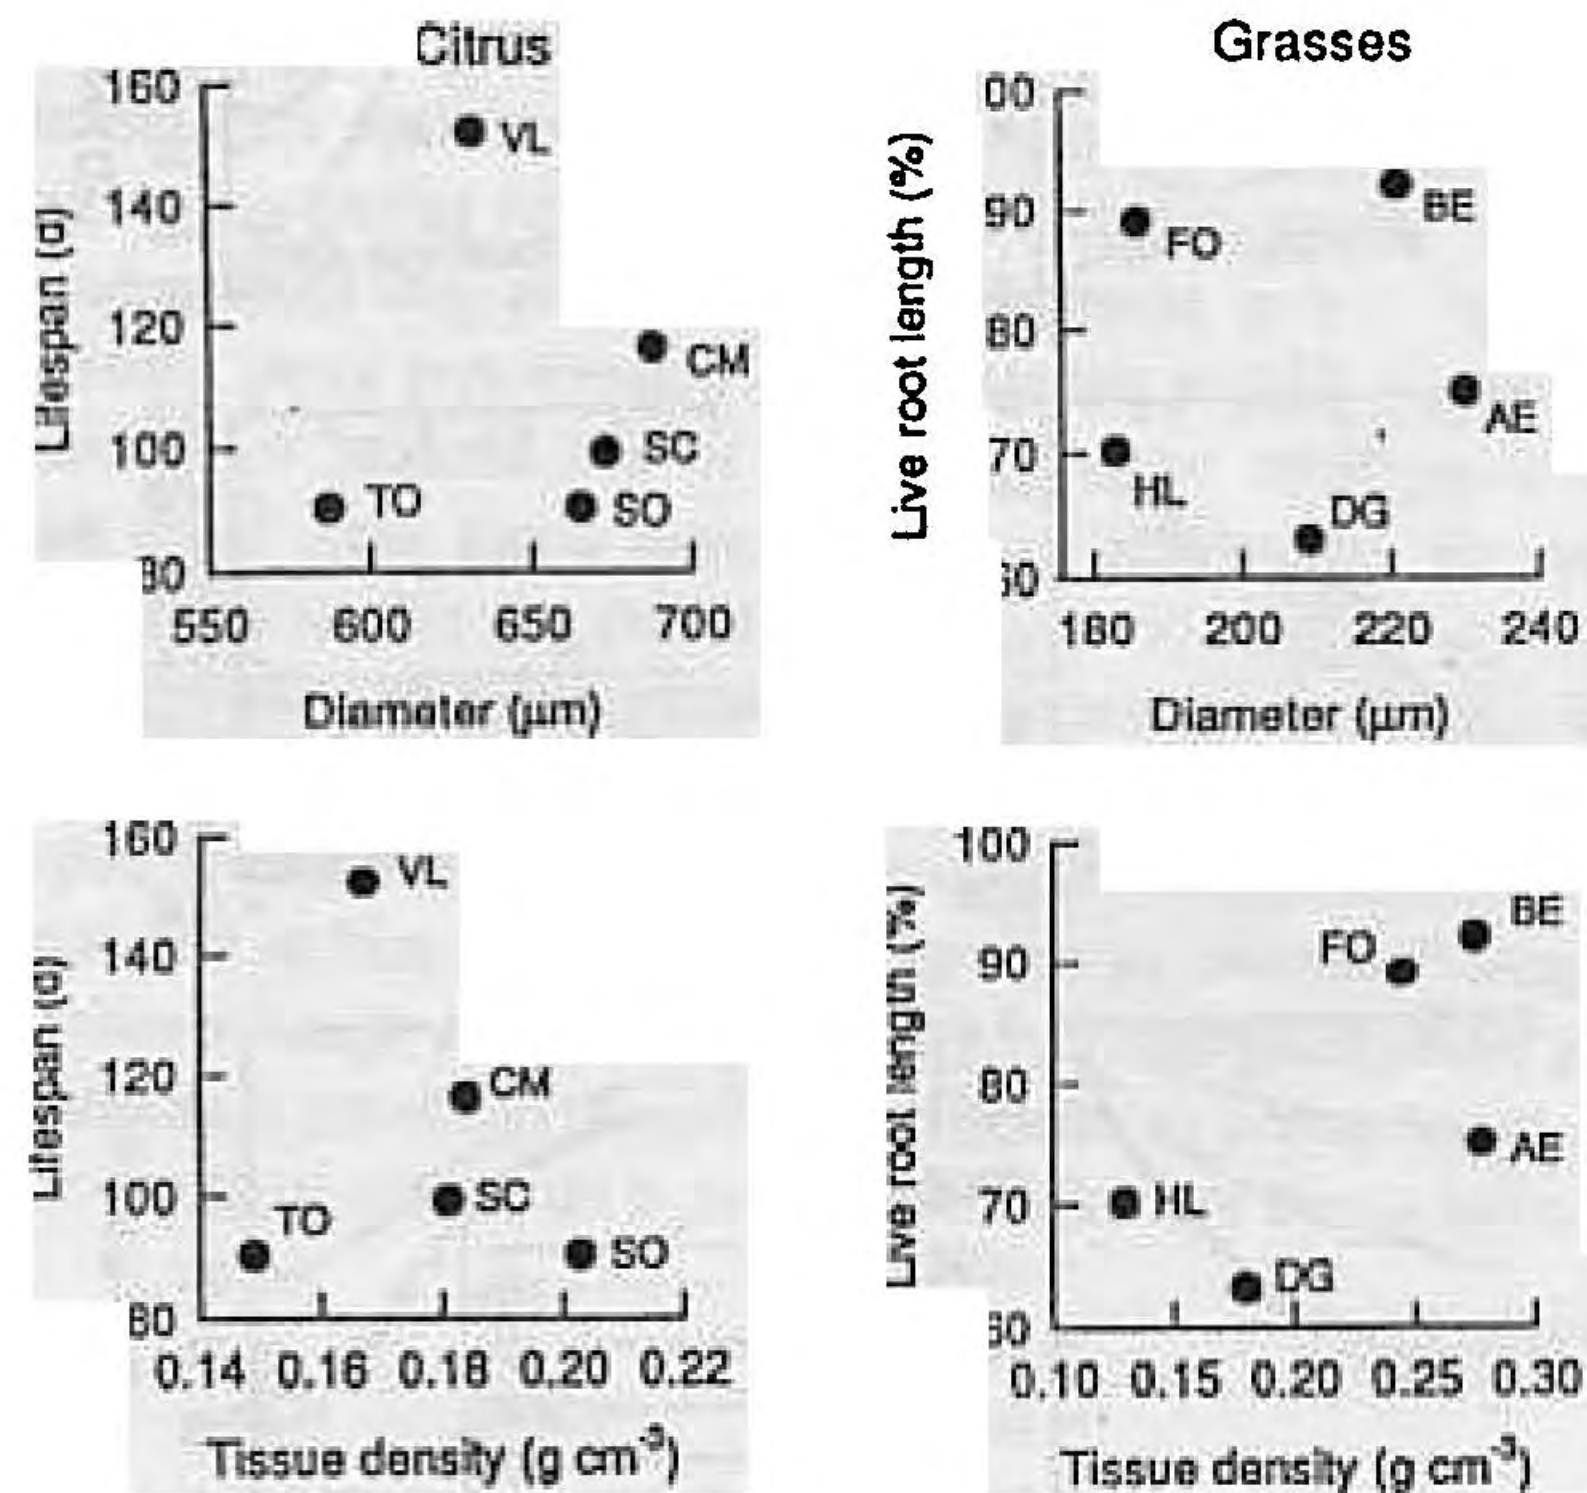 Citrus
Grasses
160
140
120
100
80
Lifespan (d)
VL
CM
SC
SO
TO
550 600 650 700
Diameter (µm)
00
90
80
70
60
Live root length (%)
BE
FO
AE
HL
DG
180 200 220 240
Diameter (µm)
160
140
120
100
80
Lifespan (d)
VL
CM
SC
TO
SO
0.14 0.16 0.18 0.20 0.22
Tissue density (g cm⁻³)
100
90
80
70
60
Live root length (%)
BE
FO
AE
HL
DG
0.10 0.15 0.20 0.25 0.30
Tissue density (g cm⁻³)